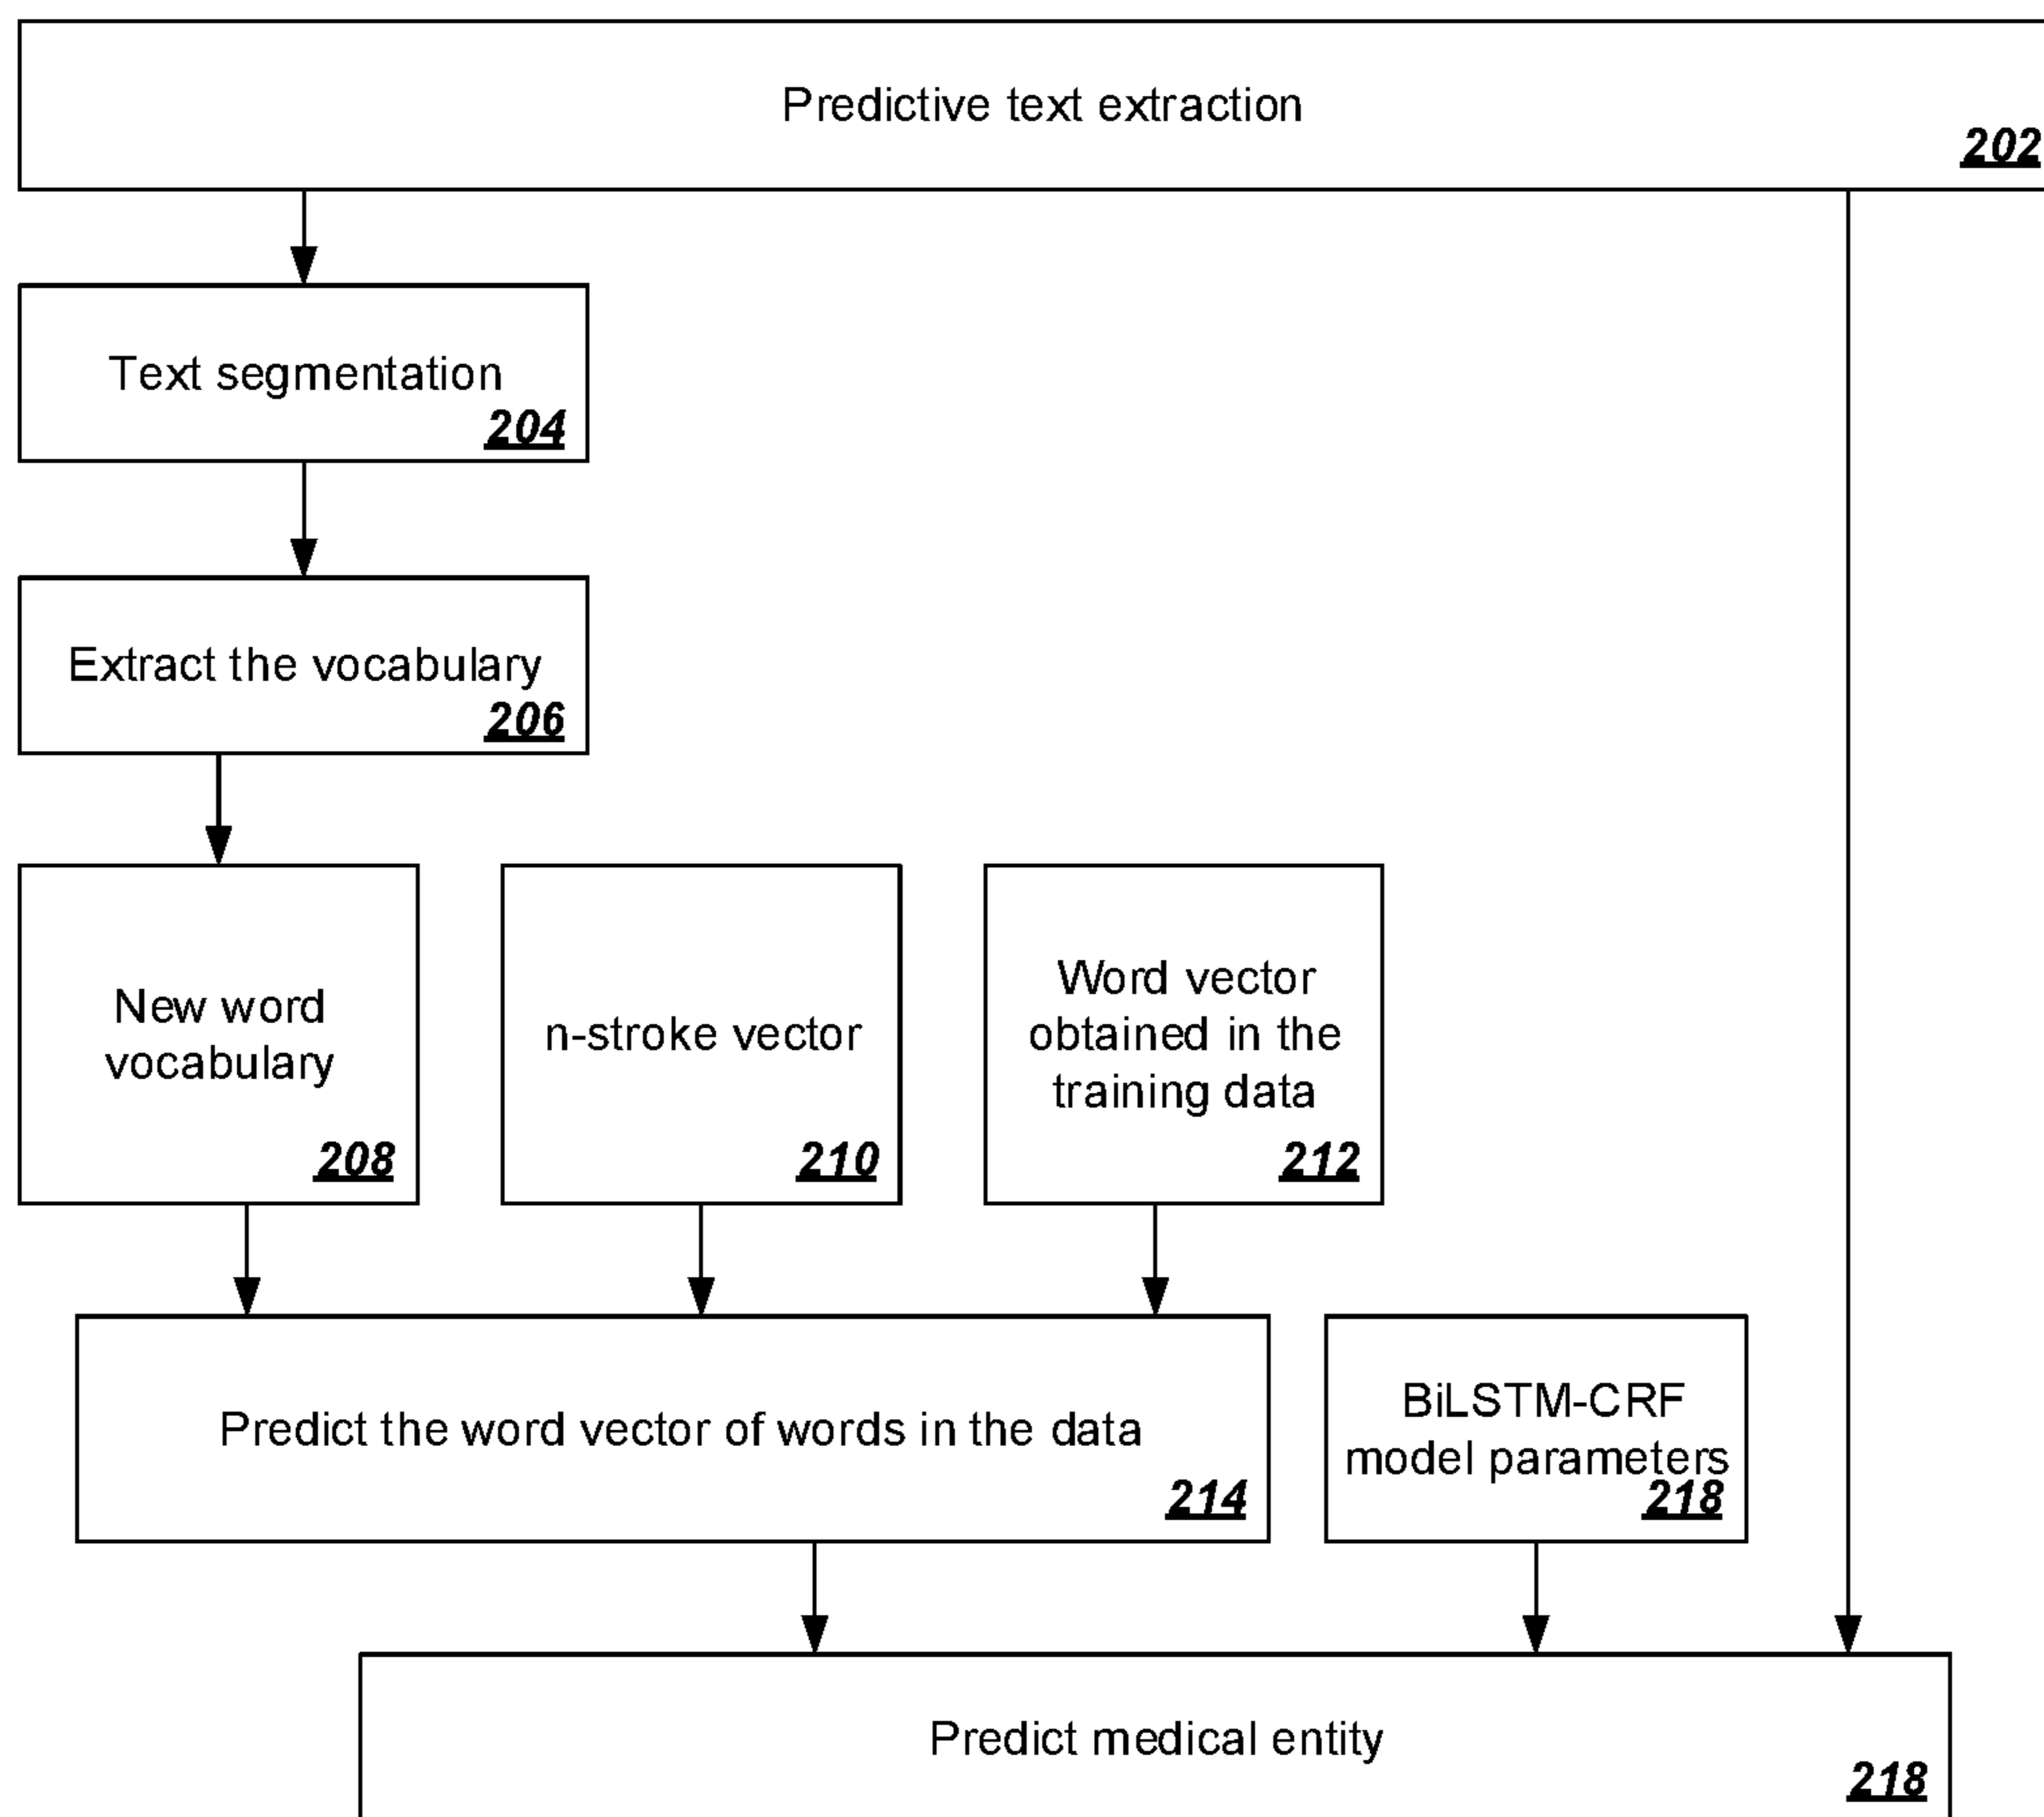 Predictive text extraction
202
Text segmentation
204
Extract the vocabulary
206
New word
vocabulary
208
n-stroke vector
210
Word vector
obtained in the
training data
212
Predict the word vector of words in the data
214
BiLSTM-CRF
model parameters
218
Predict medical entity
218